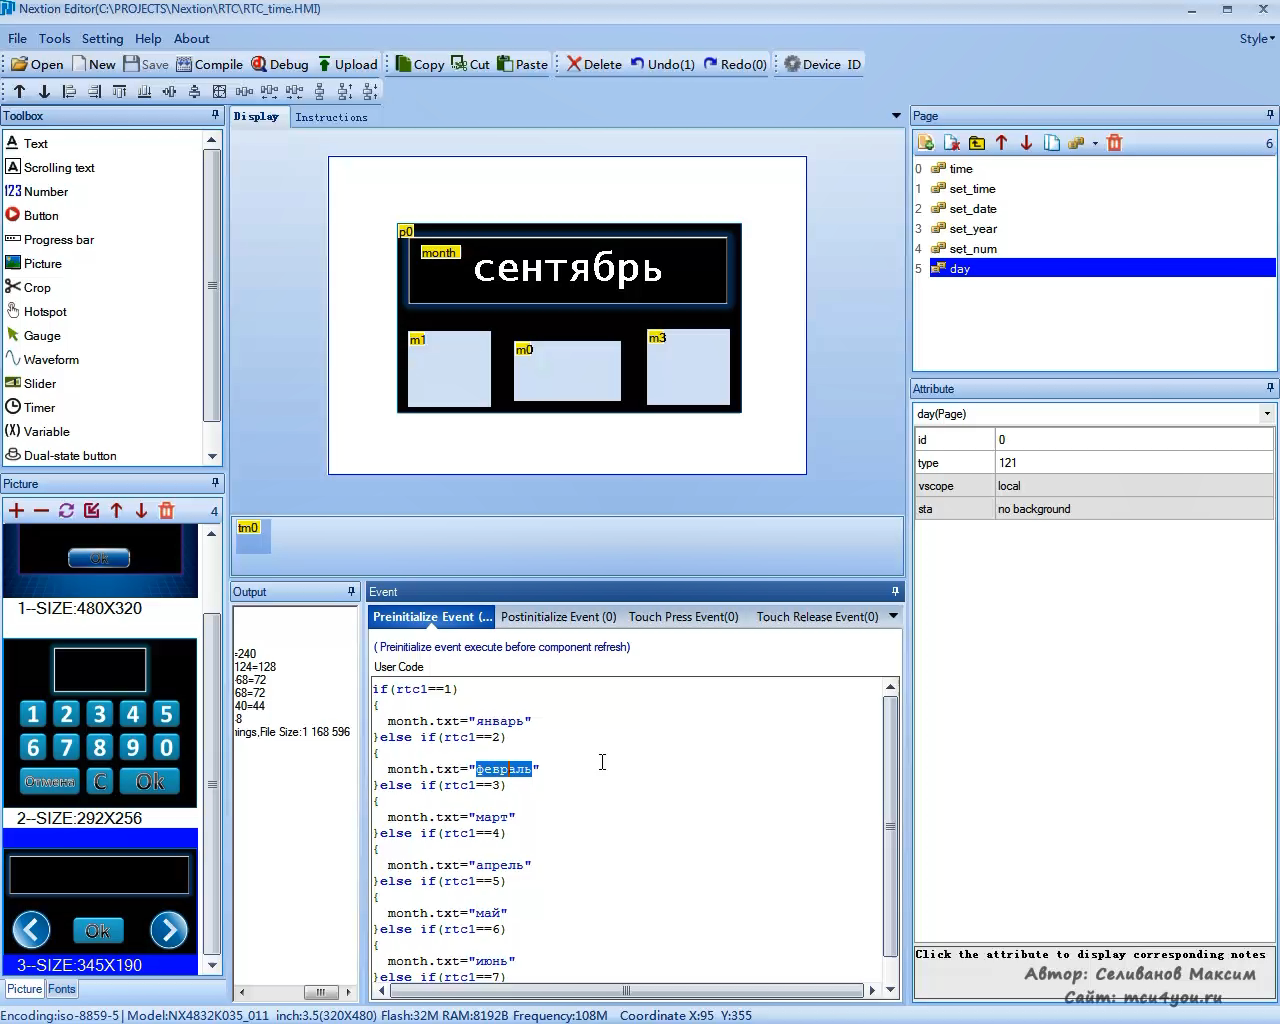 Nextion Editor(C:\PROJECTS\Nextion\RTC\RTC_time.HMI)
File Tools Setting Help About Style
Open New Save Compile Debug Upload Copy Cut Paste Delete Undo(1) Redo(0) Device ID
Toolbox
Text
Scrolling text
123 Number
Button
Progress bar
Picture
Crop
Hotspot
Gauge
Waveform
Slider
Timer
(X) Variable
Dual-state button
Picture
4
Ok
1--SIZE:480X320
1 2 3 4 5
6 7 8 9 0
Отмена C Ok
2--SIZE:292X256
Ok
3--SIZE:345X190
Picture Fonts
Display Instructions
p0
month
сентябрь
m1
m0
m3
tm0
Output
=240
124=128
-68=72
-68=72
40=44
-8
ings,File Size:1 168 596
Event
Preinitialize Event (... Postinitialize Event (0) Touch Press Event(0) Touch Release Event(0)
( Preinitialize event execute before component refresh)
User Code
if(rtc1==1)
{
month.txt="январь"
}else if(rtc1==2)
{
month.txt="февраль"
}else if(rtc1==3)
{
month.txt="март"
}else if(rtc1==4)
{
month.txt="апрель"
}else if(rtc1==5)
{
month.txt="май"
}else if(rtc1==6)
{
month.txt="июнь"
}else if(rtc1==7)
Page
6
0 time
1 set_time
2 set_date
3 set_year
4 set_num
5 day
Attribute
day(Page)
id 0
type 121
vscope local
sta no background
Click the attribute to display corresponding notes
Автор: Селиванов Максим
Сайт: mcu4you.ru
Encoding:iso-8859-5 Model:NX4832K035_011 inch:3.5(320X480) Flash:32M RAM:8192B Frequency:108M Coordinate X:95 Y:355